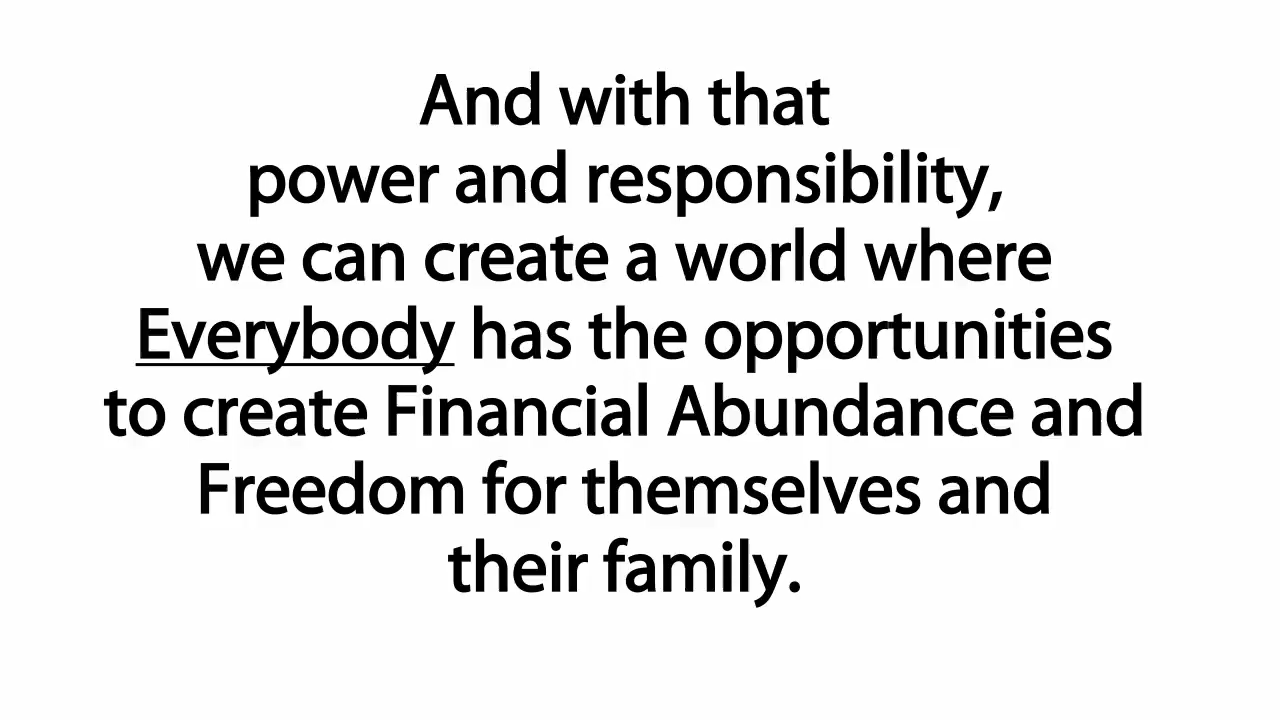 And with that
power and responsibility,
we can create a world where
Everybody has the opportunities
to create Financial Abundance and
Freedom for themselves and
their family.